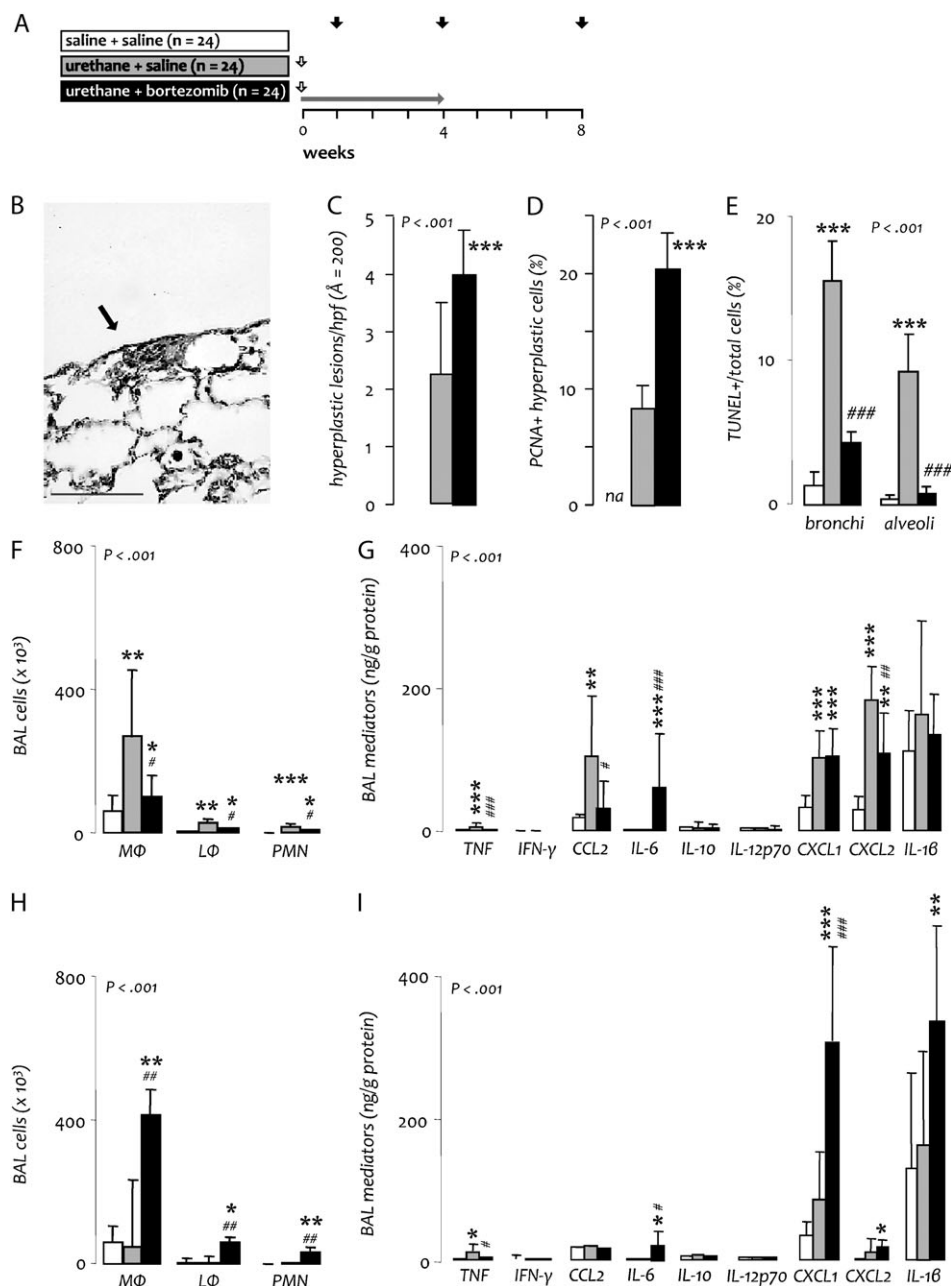 A
saline + saline (n = 24)
urethane + saline (n = 24)
urethane + bortezomib (n = 24)
0 4 8
weeks
B
C
P < .001
***
hyperplastic lesions/hpf (Å = 200)
5
4
3
2
1
0
D
P < .001
***
PCNA+ hyperplastic cells (%)
20
10
0
na
E
P < .001
TUNEL+/total cells (%)
20
10
0
***
###
***
###
bronchi alveoli
F
P < .001
BAL cells (x 10³)
800
400
0
**
*
#
**
*
#
***
*
#
MΦ LΦ PMN
G
P < .001
BAL mediators (ng/g protein)
400
200
0
***
###
**
#
***
###
***
***
***
**
##
TNF IFN-γ CCL2 IL-6 IL-10 IL-12p70 CXCL1 CXCL2 IL-1β
H
P < .001
BAL cells (x 10³)
800
400
0
**
##
*
##
**
##
MΦ LΦ PMN
I
P < .001
BAL mediators (ng/g protein)
400
200
0
*
#
*
#
***
###
*
**
TNF IFN-γ CCL2 IL-6 IL-10 IL-12p70 CXCL1 CXCL2 IL-1β